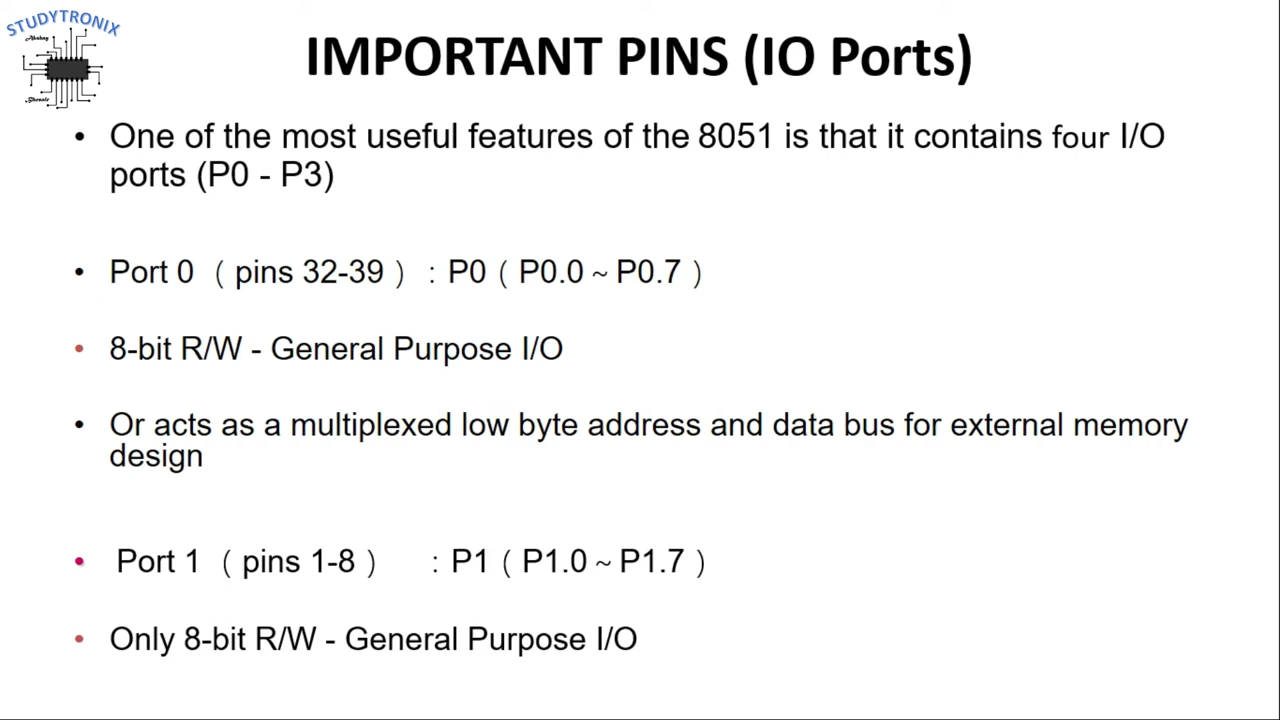 STUDYTRONIX
Akshay
Bhosale
IMPORTANT PINS (IO Ports)
• One of the most useful features of the 8051 is that it contains four I/O
ports (P0 - P3)
• Port 0 ( pins 32-39 ) : P0 ( P0.0 ~ P0.7 )
• 8-bit R/W - General Purpose I/O
• Or acts as a multiplexed low byte address and data bus for external memory
design
• Port 1 ( pins 1-8 ) : P1 ( P1.0 ~ P1.7 )
• Only 8-bit R/W - General Purpose I/O